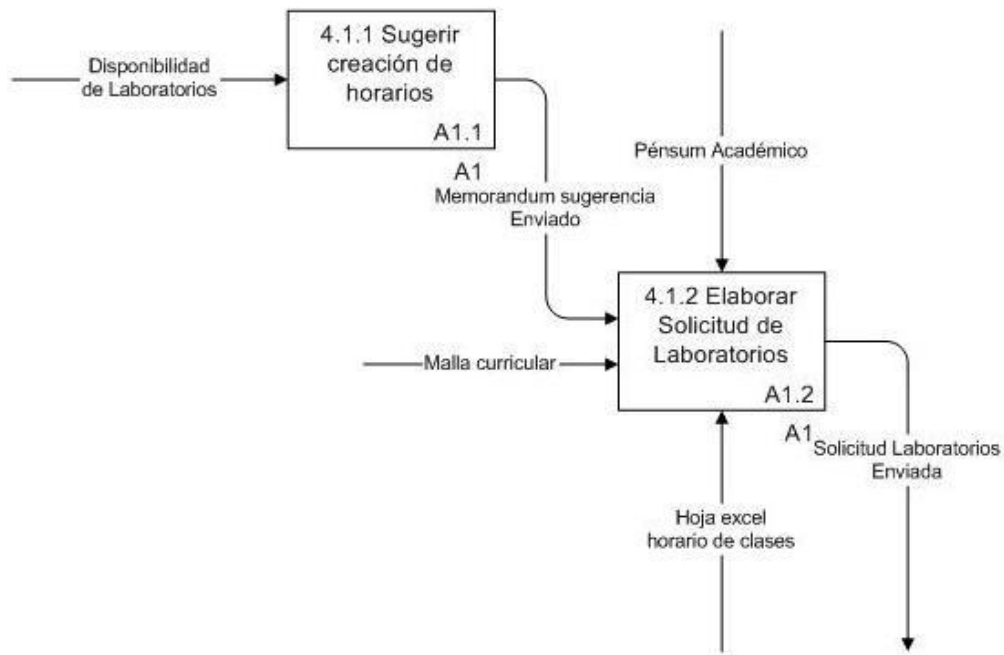 4.1.1 Sugerir
creación de
horarios
A1.1
A1
Disponibilidad
de Laboratorios
Pénsum Académico
Memorandum sugerencia
Enviado
4.1.2 Elaborar
Solicitud de
Laboratorios
A1.2
A1
Malla curricular
Solicitud Laboratorios
Enviada
Hoja excel
horario de clases